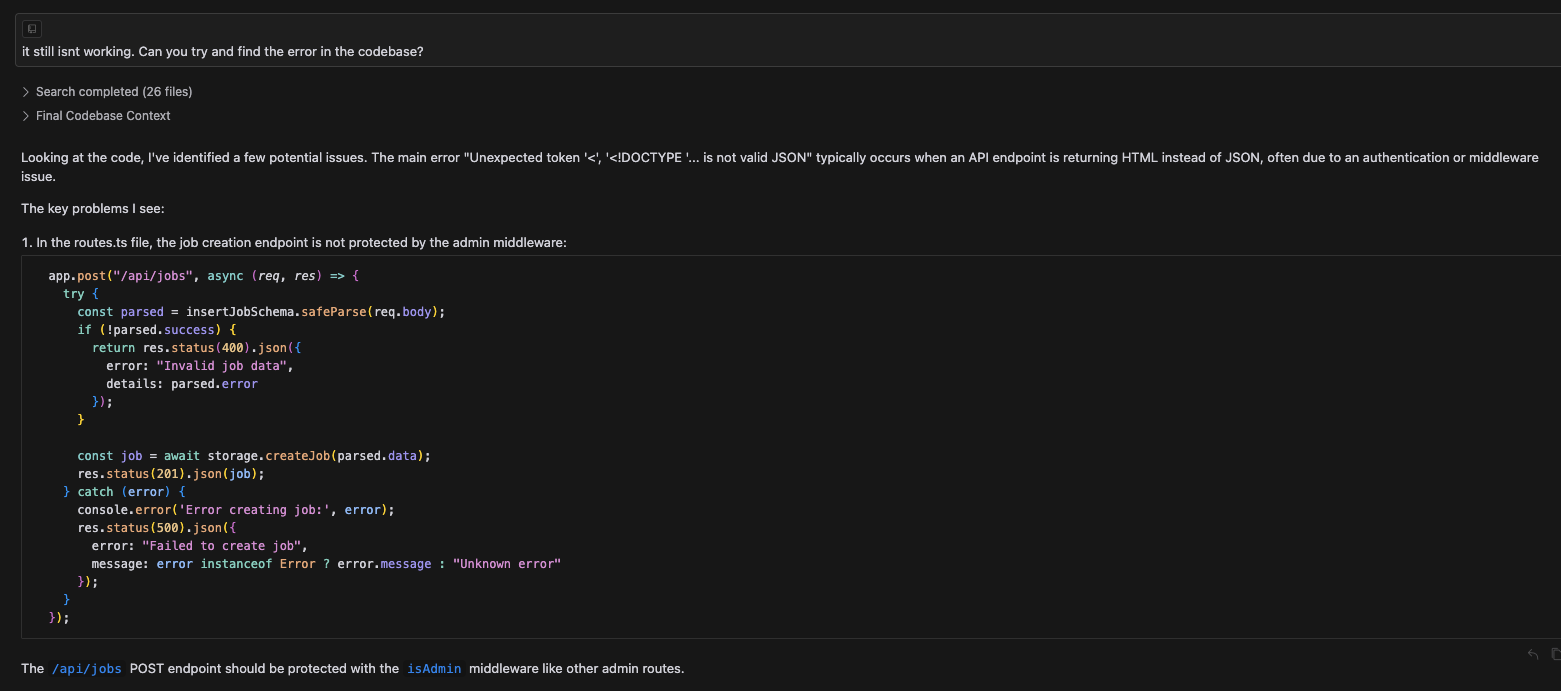 it still isnt working. Can you try and find the error in the codebase?
Search completed (26 files)
Final Codebase Context
Looking at the code, I've identified a few potential issues. The main error "Unexpected token '<', '<!DOCTYPE '... is not valid JSON" typically occurs when an API endpoint is returning HTML instead of JSON, often due to an authentication or middleware
issue.
The key problems I see:
1. In the routes.ts file, the job creation endpoint is not protected by the admin middleware:
app.post("/api/jobs", async (req, res) => {
  try {
    const parsed = insertJobSchema.safeParse(req.body);
    if (!parsed.success) {
      return res.status(400).json({
        error: "Invalid job data",
        details: parsed.error
      });
    }

    const job = await storage.createJob(parsed.data);
    res.status(201).json(job);
  } catch (error) {
    console.error('Error creating job:', error);
    res.status(500).json({
      error: "Failed to create job",
      message: error instanceof Error ? error.message : "Unknown error"
    });
  }
});
The /api/jobs POST endpoint should be protected with the isAdmin middleware like other admin routes.